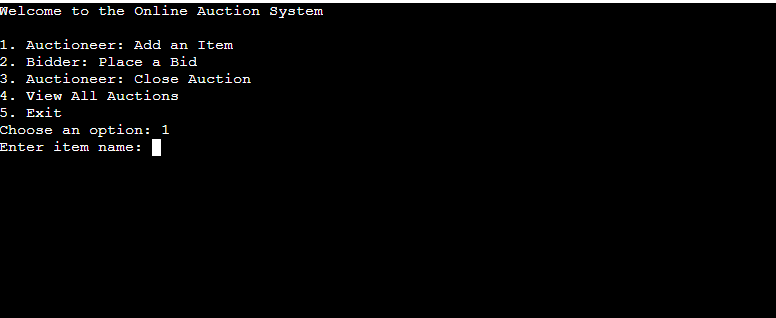 Welcome to the Online Auction System
1. Auctioneer: Add an Item
2. Bidder: Place a Bid
3. Auctioneer: Close Auction
4. View All Auctions
5. Exit
Choose an option: 1
Enter item name: